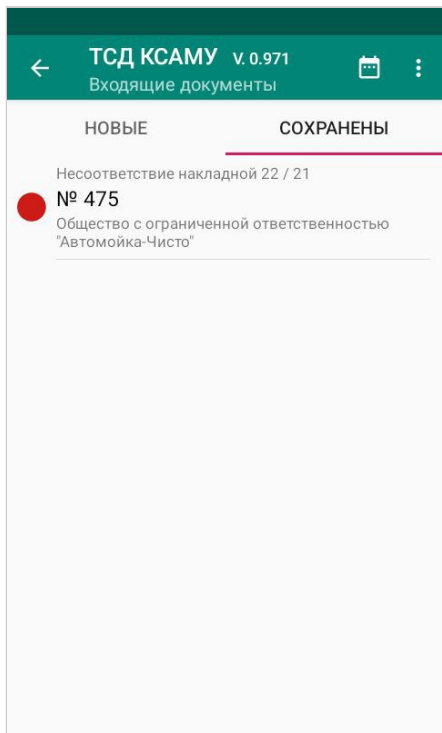 ТСД КСАМУ V. 0.971
Входящие документы
НОВЫЕ СОХРАНЕНЫ
Несоответствие накладной 22 / 21
№ 475
Общество с ограниченной ответственностью
"Автомойка-Чисто"